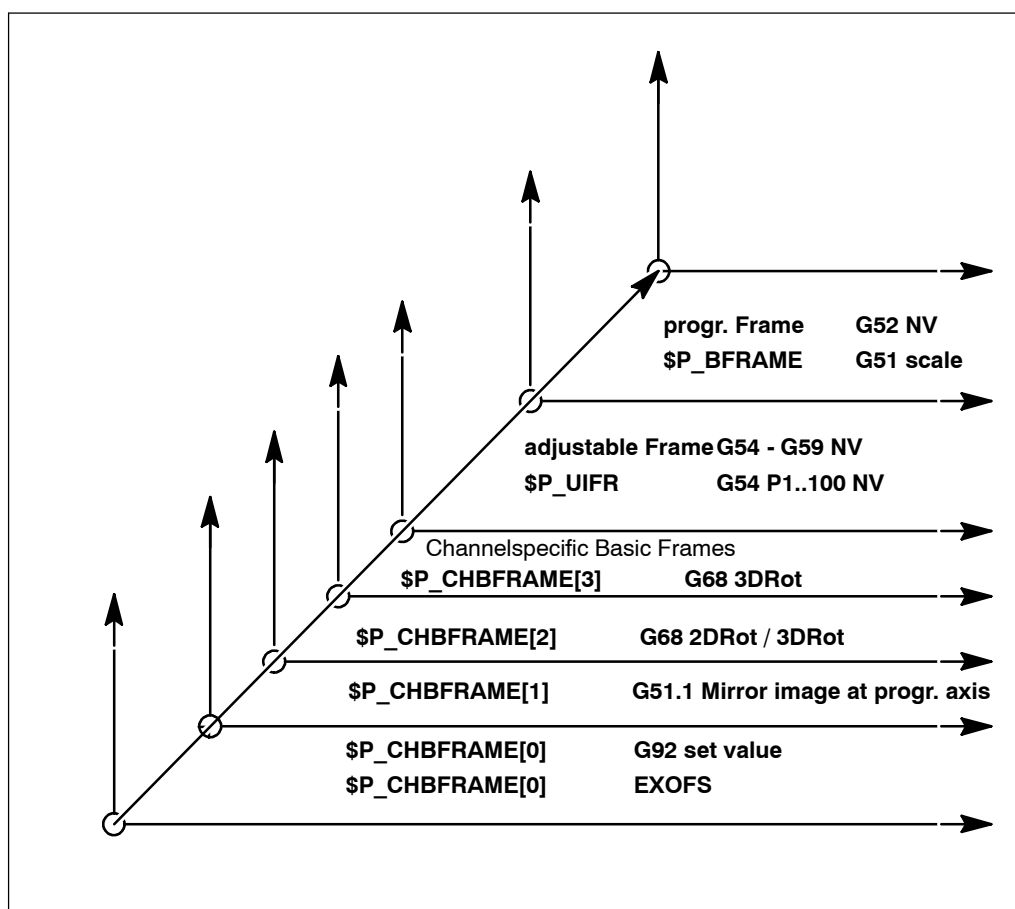 progr. Frame G52 NV
$P_BFRAME G51 scale
adjustable Frame G54 - G59 NV
$P_UIFR G54 P1..100 NV
Channelspecific Basic Frames
$P_CHBFRAME[3] G68 3DRot
$P_CHBFRAME[2] G68 2DRot / 3DRot
$P_CHBFRAME[1] G51.1 Mirror image at progr. axis
$P_CHBFRAME[0] G92 set value
$P_CHBFRAME[0] EXOFS